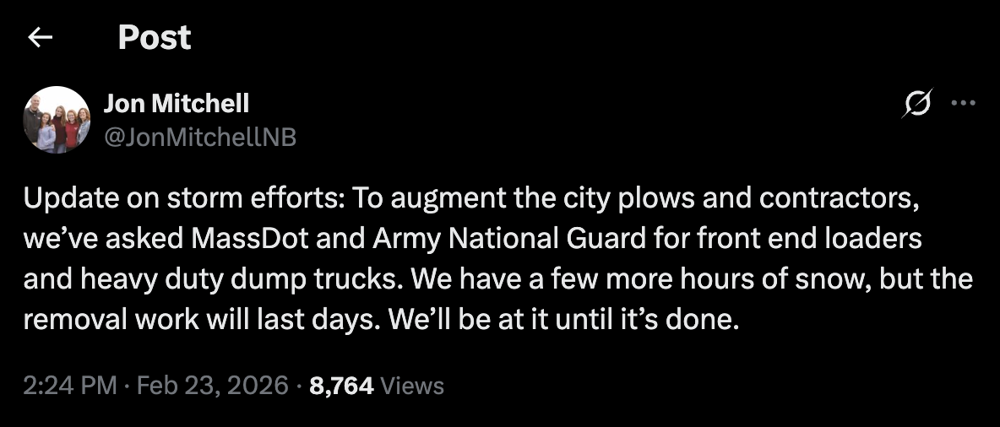 Post
Jon Mitchell
@JonMitchellNB
Update on storm efforts: To augment the city plows and contractors,
we’ve asked MassDot and Army National Guard for front end loaders
and heavy duty dump trucks. We have a few more hours of snow, but the
removal work will last days. We’ll be at it until it’s done.
2:24 PM · Feb 23, 2026 · 8,764 Views